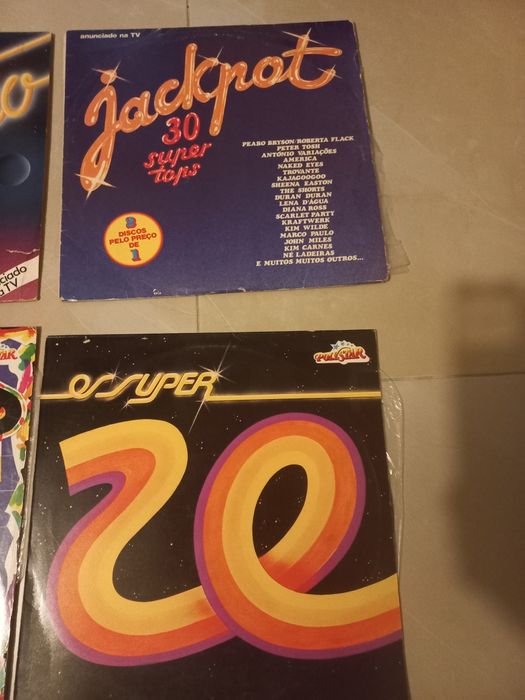 anunciado na TV
jackpot
30
super
tops
2
DISCOS
PELO PREÇO
DE
1
PEABO BRYSON/ROBERTA FLACK
PETER TOSH
ANTÓNIO VARIAÇÕES
AMERICA
NAKED EYES
TROVANTE
KAJAGOOGOO
SHEENA EASTON
THE SHORTS
DURAN DURAN
LENA D'ÁGUA
DIANA ROSS
SCARLET PARTY
KRAFTWERK
KIM WILDE
MARCO PAULO
JOHN MILES
KIM CARNES
NÉ LADEIRAS
E MUITOS MUITOS OUTROS...
TV
os SUPER
POLYSTAR
20